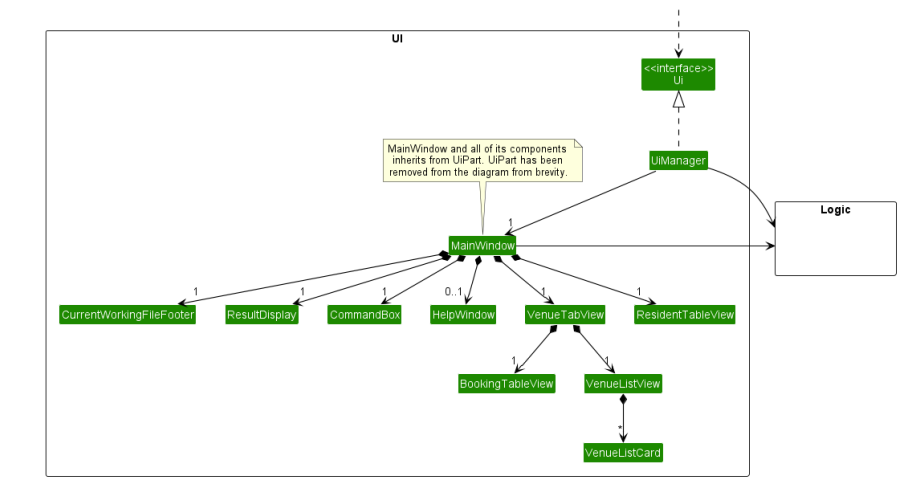 UI
<<interface>>
Ui
MainWindow and all of its components
inherits from UiPart. UiPart has been
removed from the diagram from brevity.
UiManager
Logic
1
MainWindow
1
1
1
0..1
1
1
CurrentWorkingFileFooter
ResultDisplay
CommandBox
HelpWindow
VenueTabView
ResidentTableView
1
1
BookingTableView
VenueListView
*
VenueListCard